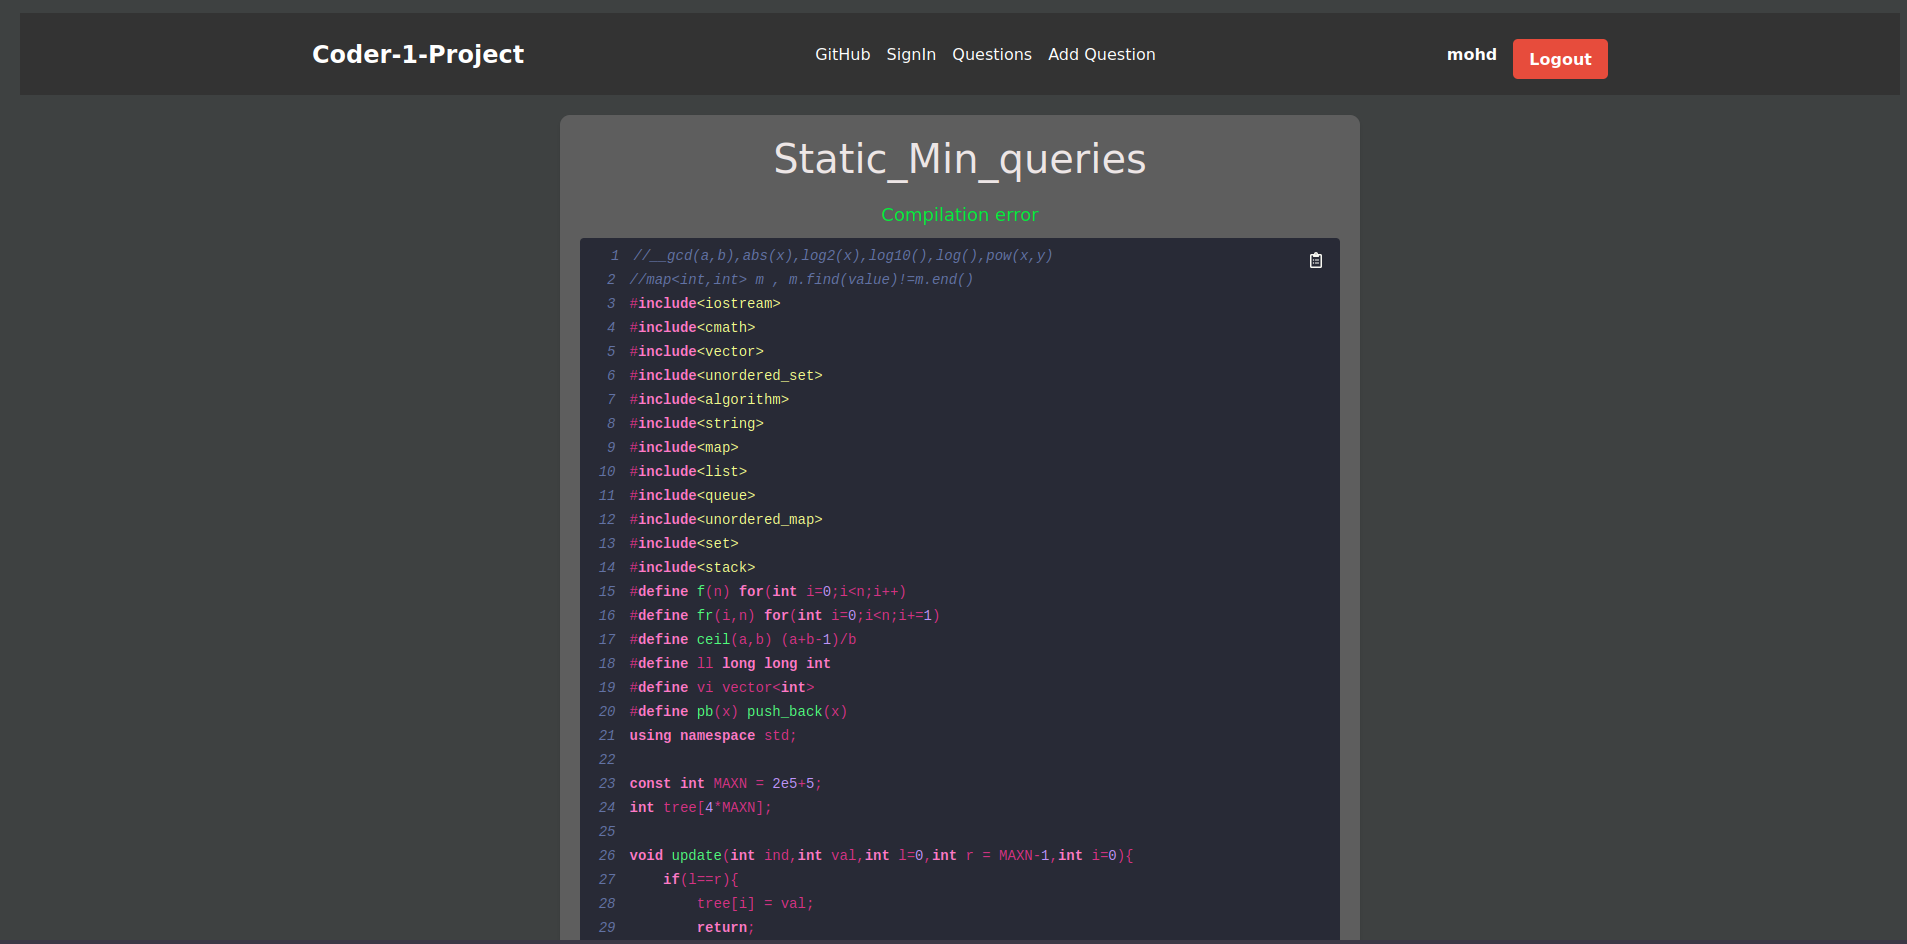 Coder-1-Project GitHub SignIn Questions Add Question mohd Logout
Static_Min_queries
Compilation error
1 //__gcd(a,b),abs(x),log2(x),log10(),log(),pow(x,y)
2 //map<int,int> m , m.find(value)!=m.end()
3 #include<iostream>
4 #include<cmath>
5 #include<vector>
6 #include<unordered_set>
7 #include<algorithm>
8 #include<string>
9 #include<map>
10 #include<list>
11 #include<queue>
12 #include<unordered_map>
13 #include<set>
14 #include<stack>
15 #define f(n) for(int i=0;i<n;i++)
16 #define fr(i,n) for(int i=0;i<n;i+=1)
17 #define ceil(a,b) (a+b-1)/b
18 #define ll long long int
19 #define vi vector<int>
20 #define pb(x) push_back(x)
21 using namespace std;
22
23 const int MAXN = 2e5+5;
24 int tree[4*MAXN];
25
26 void update(int ind,int val,int l=0,int r = MAXN-1,int i=0){
27     if(l==r){
28         tree[i] = val;
29         return;